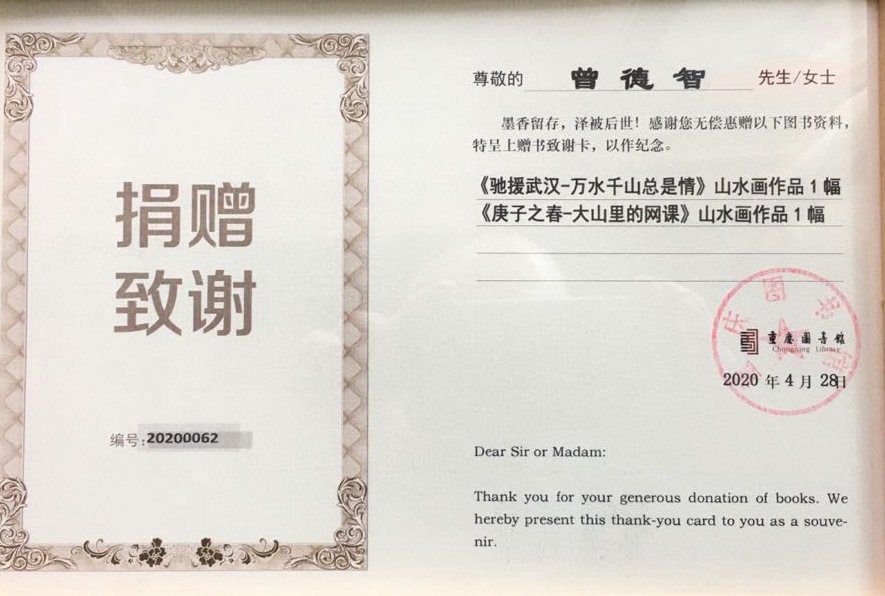 捐赠
致谢
编号:20200062
尊敬的 曾德智 先生/女士
墨香留存，泽被后世！感谢您无偿惠赠以下图书资料，
特呈上赠书致谢卡，以作纪念。
《驰援武汉-万水千山总是情》山水画作品1幅
《庚子之春-大山里的网课》山水画作品1幅
重庆图书馆
重慶圖書館
Chongqing Library
2020 年 4 月 28日
Dear Sir or Madam:
Thank you for your generous donation of books. We
hereby present this thank-you card to you as a souve-
nir.